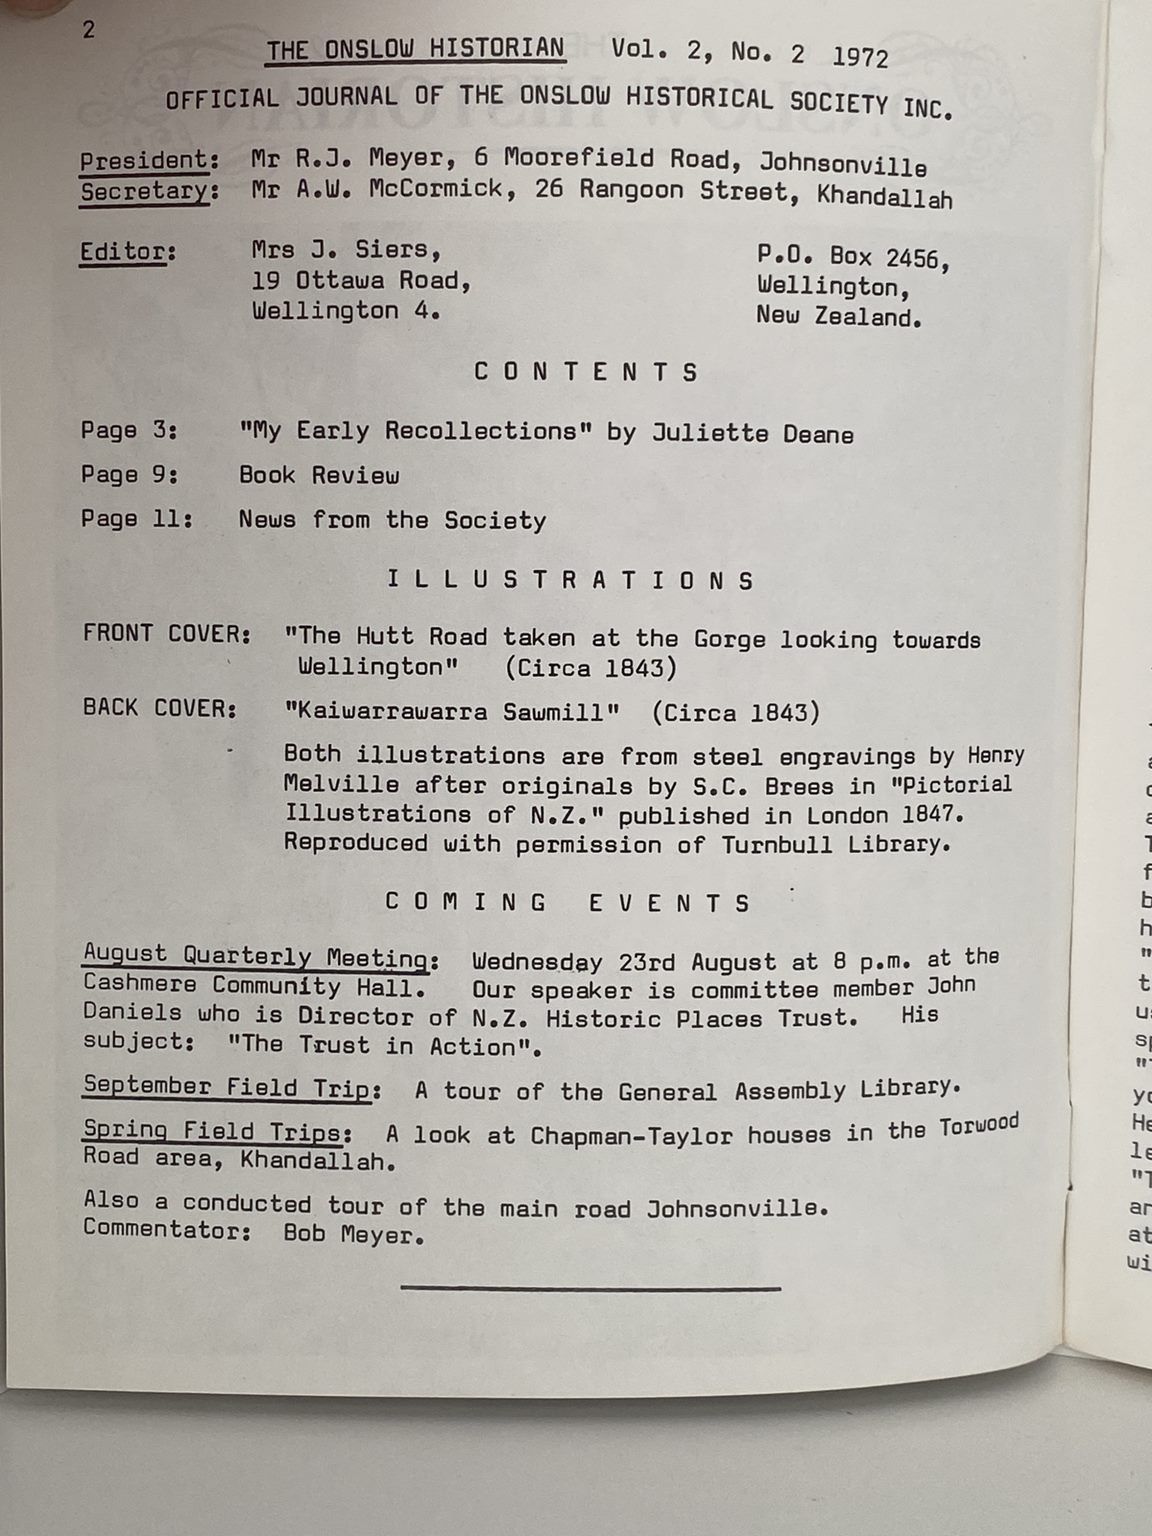 2
THE ONSLOW HISTORIAN Vol. 2, No. 2 1972
OFFICIAL JOURNAL OF THE ONSLOW HISTORICAL SOCIETY INC.
President: Mr R.J. Meyer, 6 Moorefield Road, Johnsonville
Secretary: Mr A.W. McCormick, 26 Rangoon Street, Khandallah
Editor: Mrs J. Siers, P.O. Box 2456,
19 Ottawa Road, Wellington,
Wellington 4. New Zealand.
CONTENTS
Page 3: "My Early Recollections" by Juliette Deane
Page 9: Book Review
Page 11: News from the Society
ILLUSTRATIONS
FRONT COVER: "The Hutt Road taken at the Gorge looking towards
Wellington" (Circa 1843)
BACK COVER: "Kaiwarrawarra Sawmill" (Circa 1843)
Both illustrations are from steel engravings by Henry
Melville after originals by S.C. Brees in "Pictorial
Illustrations of N.Z." published in London 1847.
Reproduced with permission of Turnbull Library.
COMING EVENTS
August Quarterly Meeting: Wednesday 23rd August at 8 p.m. at the
Cashmere Community Hall. Our speaker is committee member John
Daniels who is Director of N.Z. Historic Places Trust. His
subject: "The Trust in Action".
September Field Trip: A tour of the General Assembly Library.
Spring Field Trips: A look at Chapman-Taylor houses in the Torwood
Road area, Khandallah.
Also a conducted tour of the main road Johnsonville.
Commentator: Bob Meyer.